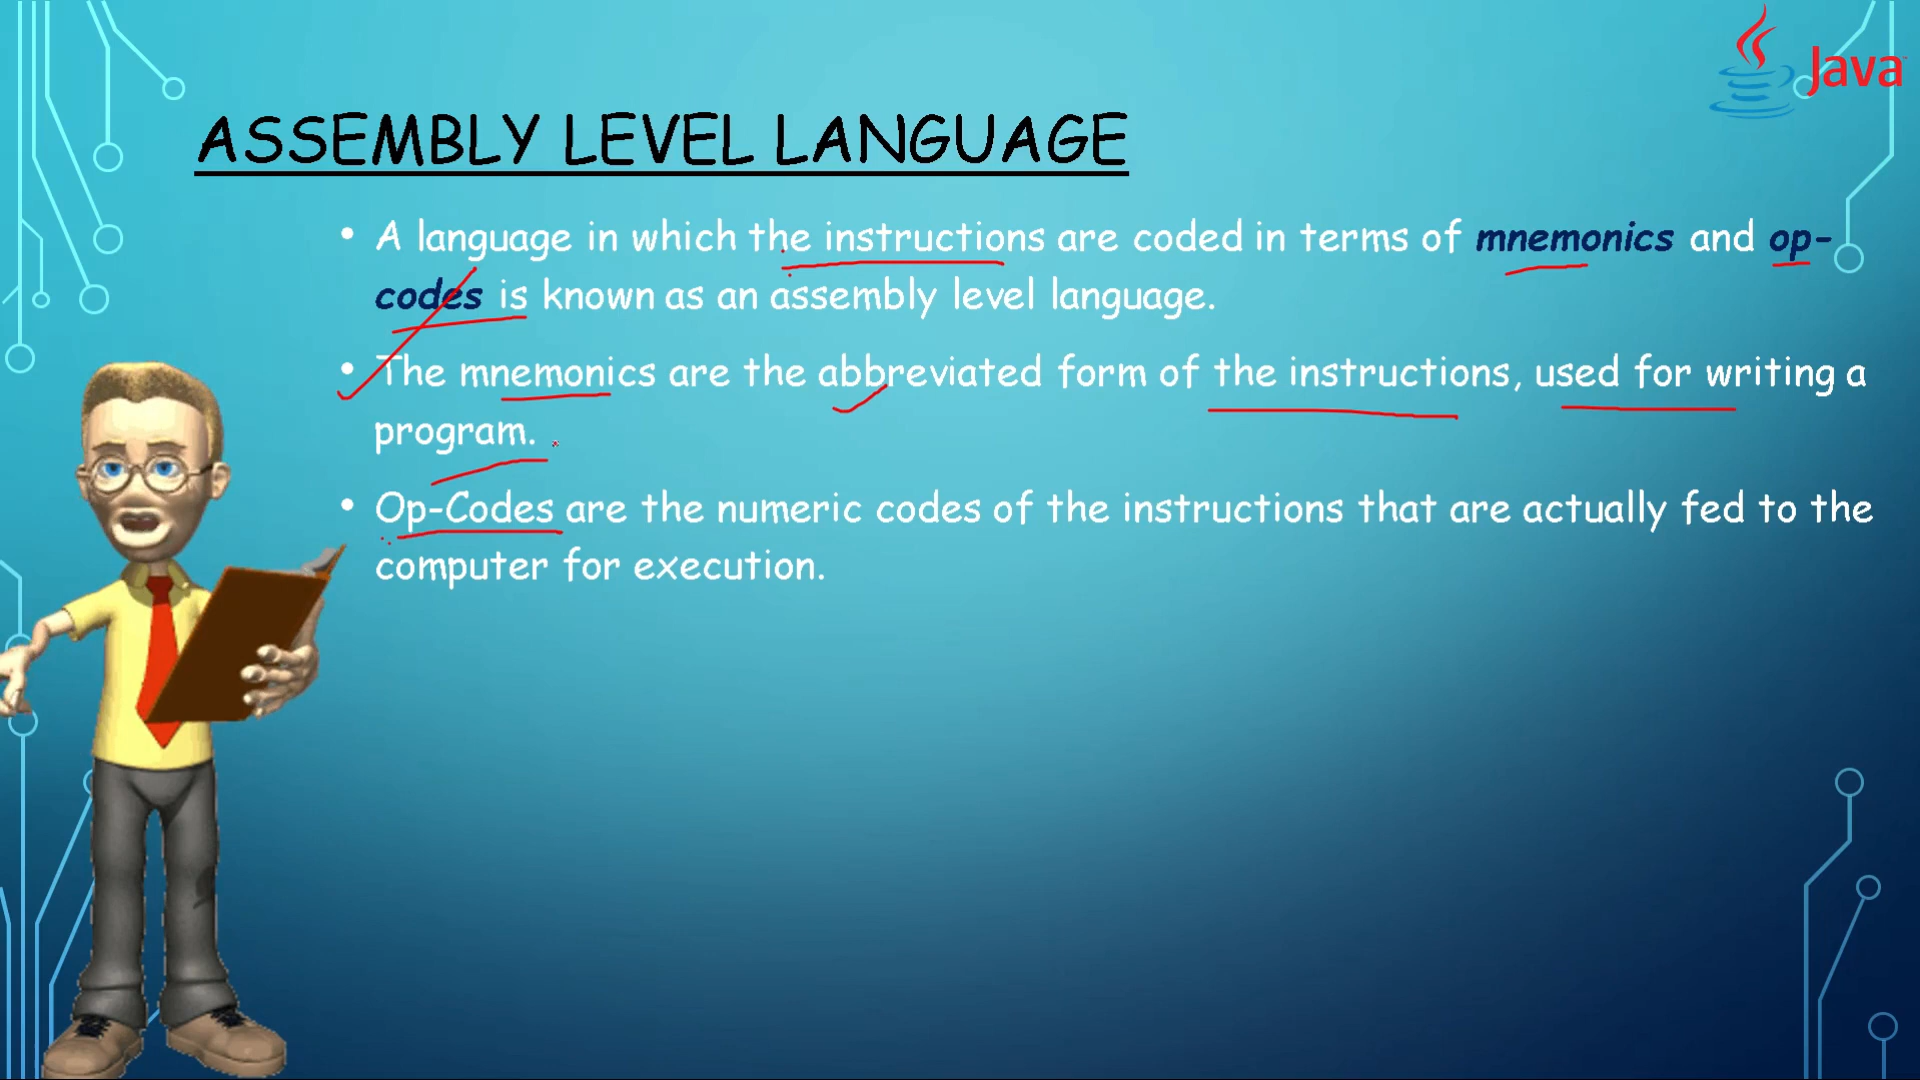 Java
ASSEMBLY LEVEL LANGUAGE
• A language in which the instructions are coded in terms of mnemonics and op-
codes is known as an assembly level language.
• The mnemonics are the abbreviated form of the instructions, used for writing a
program.
• Op-Codes are the numeric codes of the instructions that are actually fed to the
computer for execution.